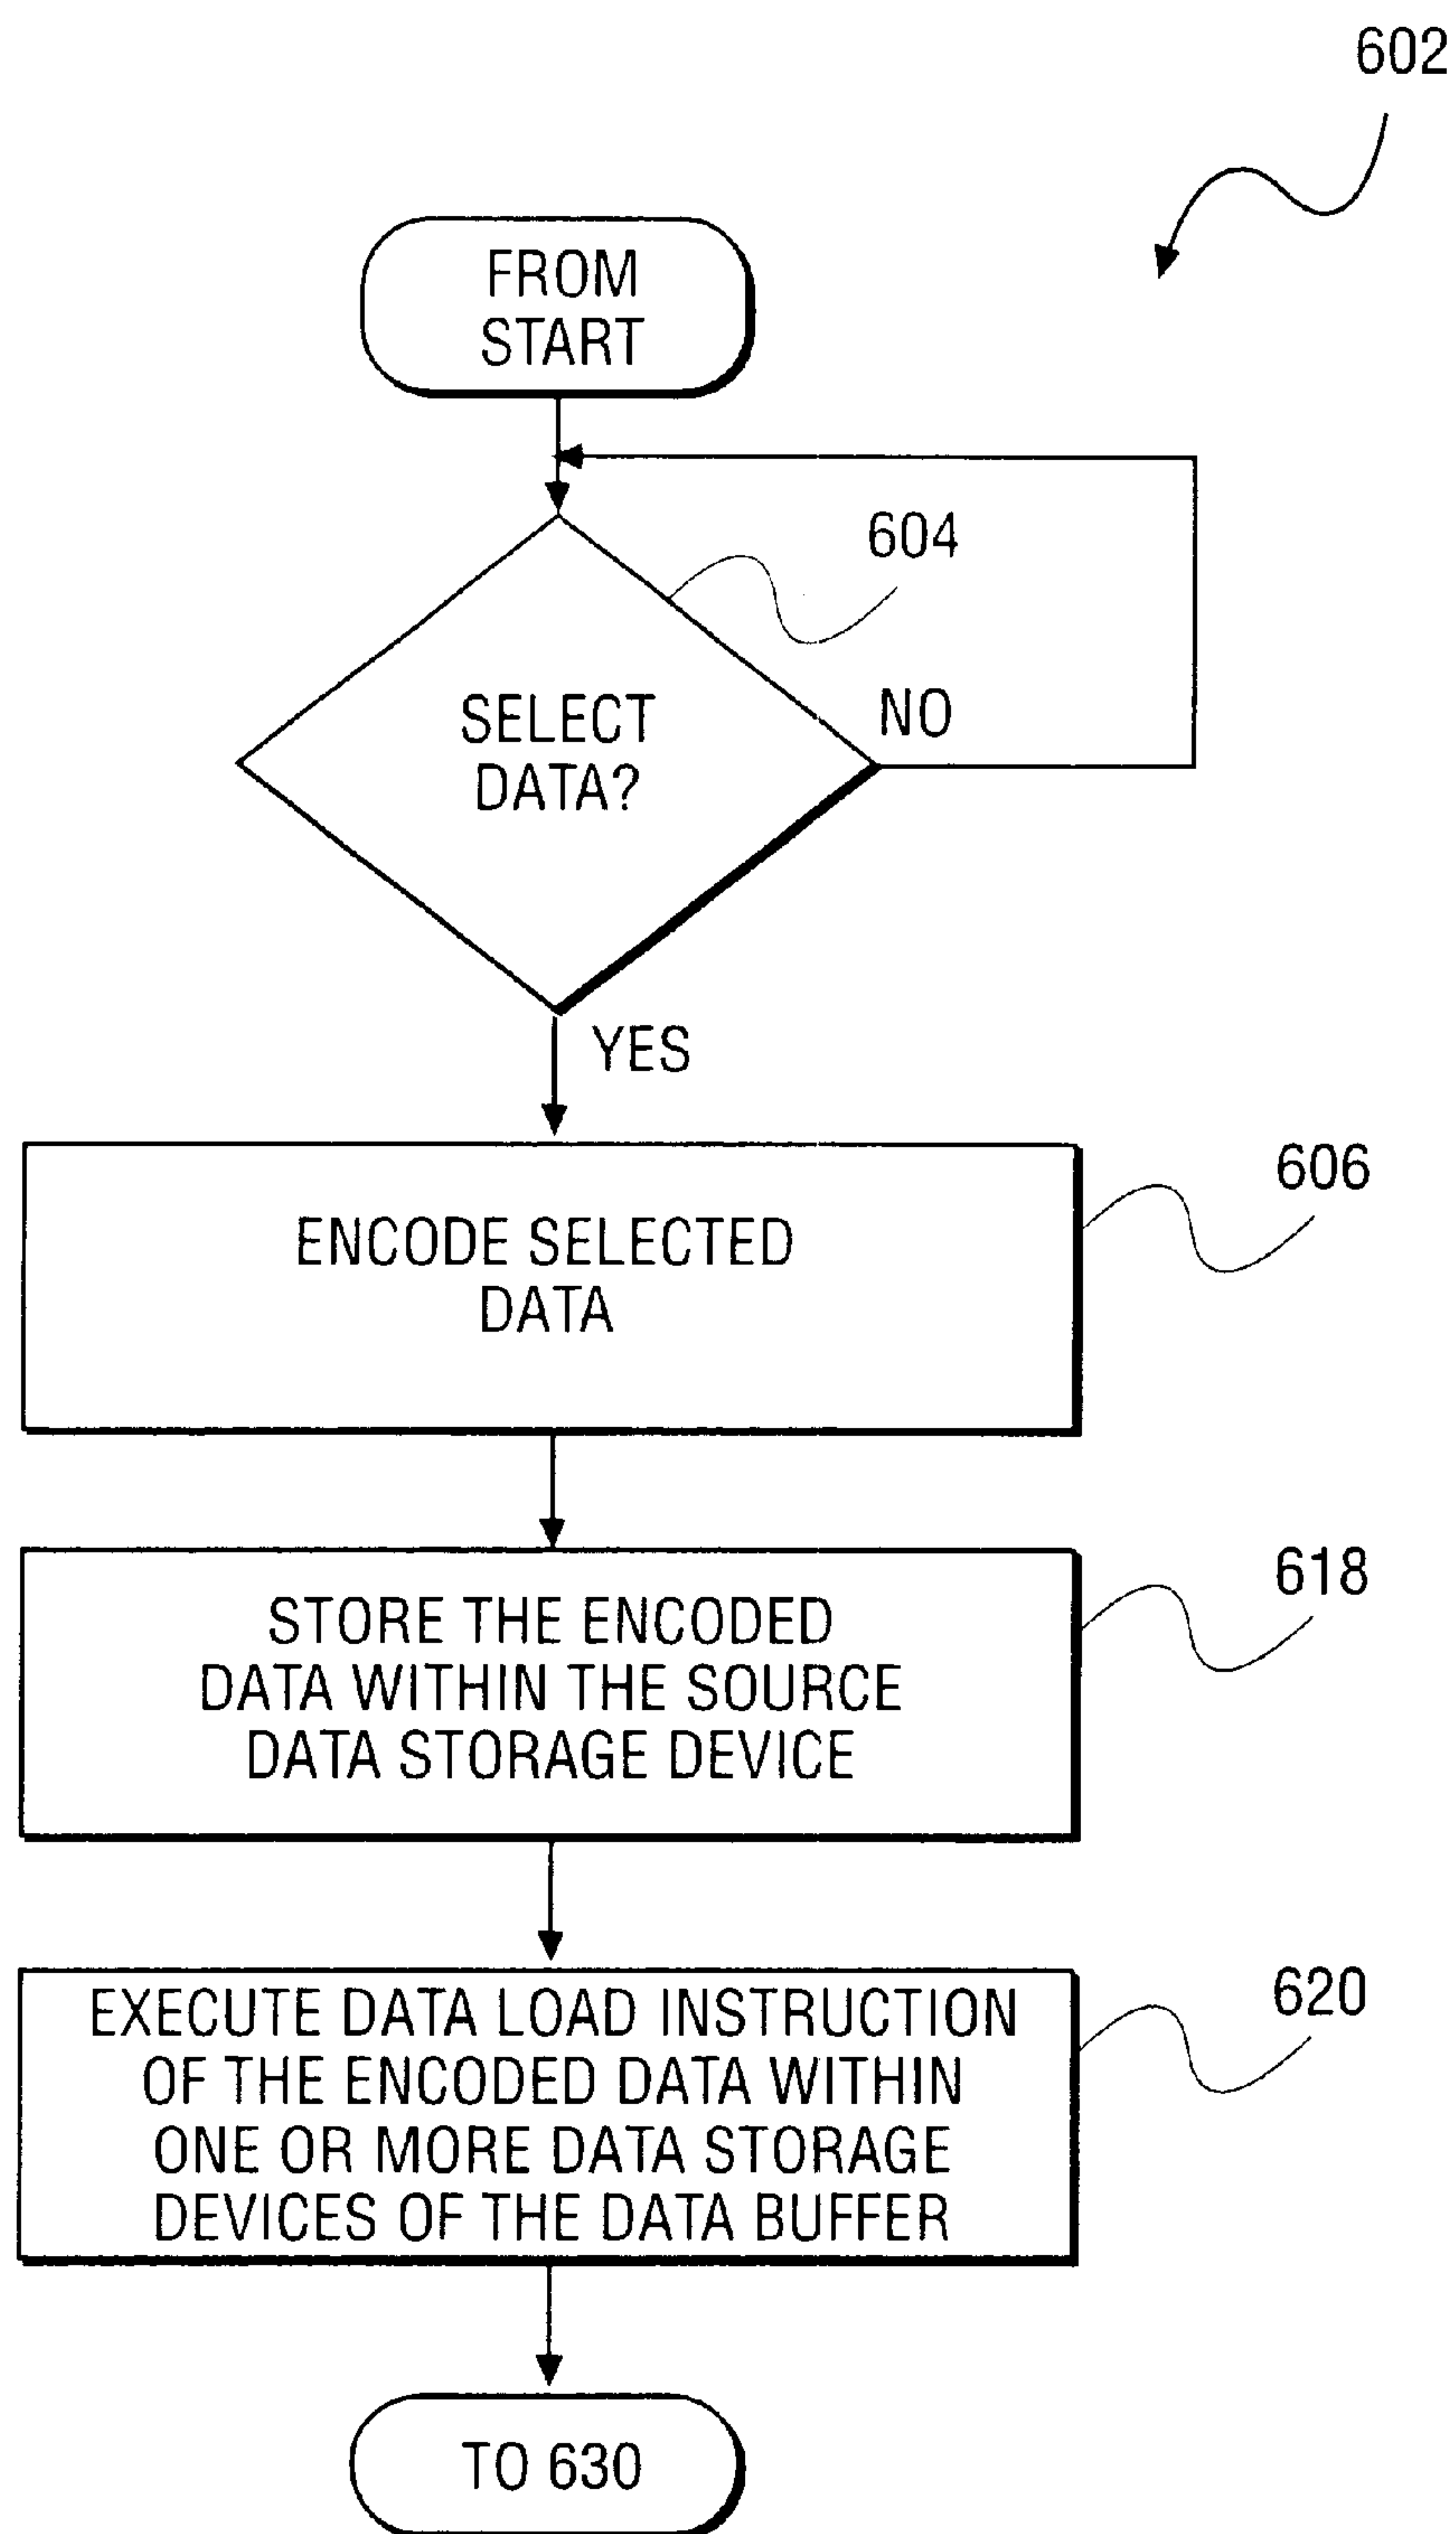 602
FROM
START
604
SELECT
DATA?
NO
YES
606
ENCODE SELECTED
DATA
618
STORE THE ENCODED
DATA WITHIN THE SOURCE
DATA STORAGE DEVICE
620
EXECUTE DATA LOAD INSTRUCTION
OF THE ENCODED DATA WITHIN
ONE OR MORE DATA STORAGE
DEVICES OF THE DATA BUFFER
TO 630